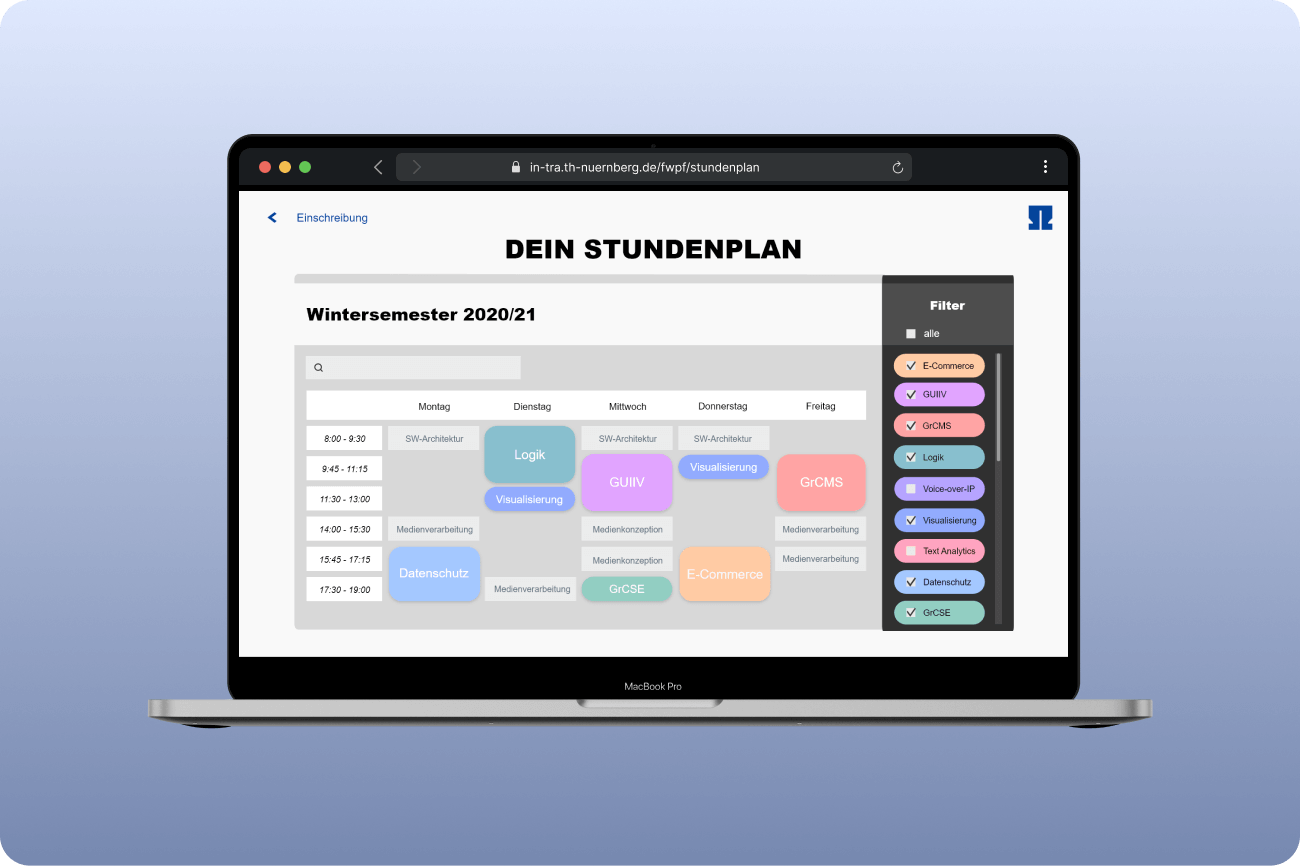 in-tra.th-nuernberg.de/fwpf/stundenplan
Einschreibung
DEIN STUNDENPLAN
Wintersemester 2020/21
Filter
alle
Montag Dienstag Mittwoch Donnerstag Freitag
8:00 - 9:30 SW-Architektur Logik SW-Architektur SW-Architektur
9:45 - 11:15 GUIIV Visualisierung GrCMS
11:30 - 13:00 Visualisierung
14:00 - 15:30 Medienverarbeitung Medienkonzeption Medienverarbeitung
15:45 - 17:15 Datenschutz Medienkonzeption E-Commerce Medienverarbeitung
17:30 - 19:00 Medienverarbeitung GrCSE
E-Commerce
GUIIV
GrCMS
Logik
Voice-over-IP
Visualisierung
Text Analytics
Datenschutz
GrCSE
MacBook Pro